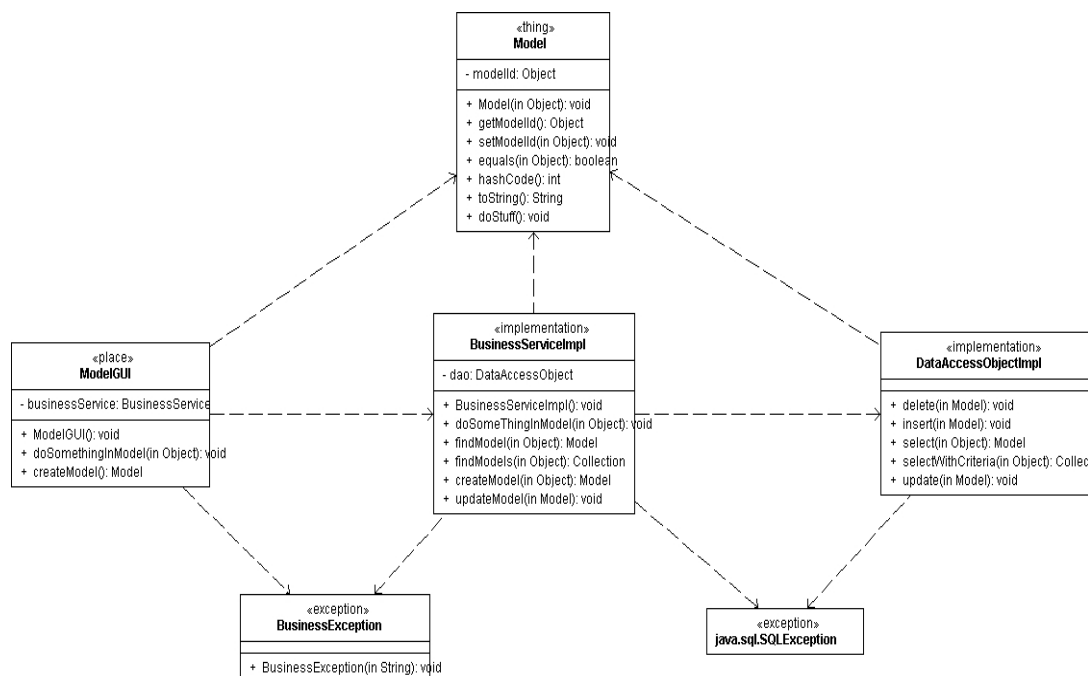 «thing»
Model
- modelId: Object
+ Model(in Object): void
+ getModelId(): Object
+ setModelId(in Object): void
+ equals(in Object): boolean
+ hashCode(): int
+ toString(): String
+ doStuff(): void
«place»
ModelGUI
- businessService: BusinessService
+ ModelGUI(): void
+ doSomethingInModel(in Object): void
+ createModel(): Model
«implementation»
BusinessServiceImpl
- dao: DataAccessObject
+ BusinessServiceImpl(): void
+ doSomeThingInModel(in Object): void
+ findModel(in Object): Model
+ findModels(in Object): Collection
+ createModel(in Object): Model
+ updateModel(in Model): void
«implementation»
DataAccessObjectImpl
+ delete(in Model): void
+ insert(in Model): void
+ select(in Object): Model
+ selectWithCriteria(in Object): Collec
+ update(in Model): void
«exception»
BusinessException
+ BusinessException(in String): void
«exception»
java.sql.SQLException